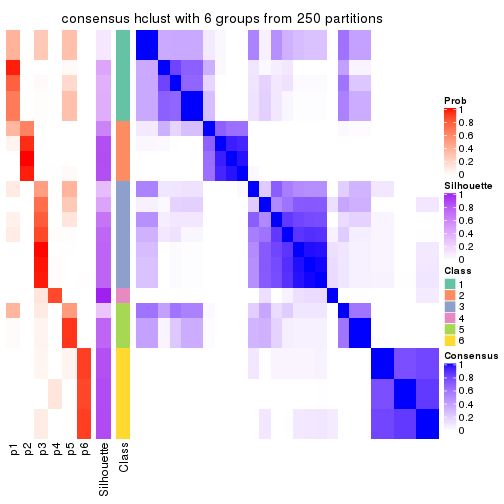 consensus hclust with 6 groups from 250 partitions
Prob
1
0.8
0.6
0.4
0.2
0
Silhouette
1
0.8
0.6
0.4
0.2
0
Class
1
2
3
4
5
6
Consensus
1
0.8
0.6
0.4
0.2
0
p1
p2
p3
p4
p5
p6
Silhouette
Class